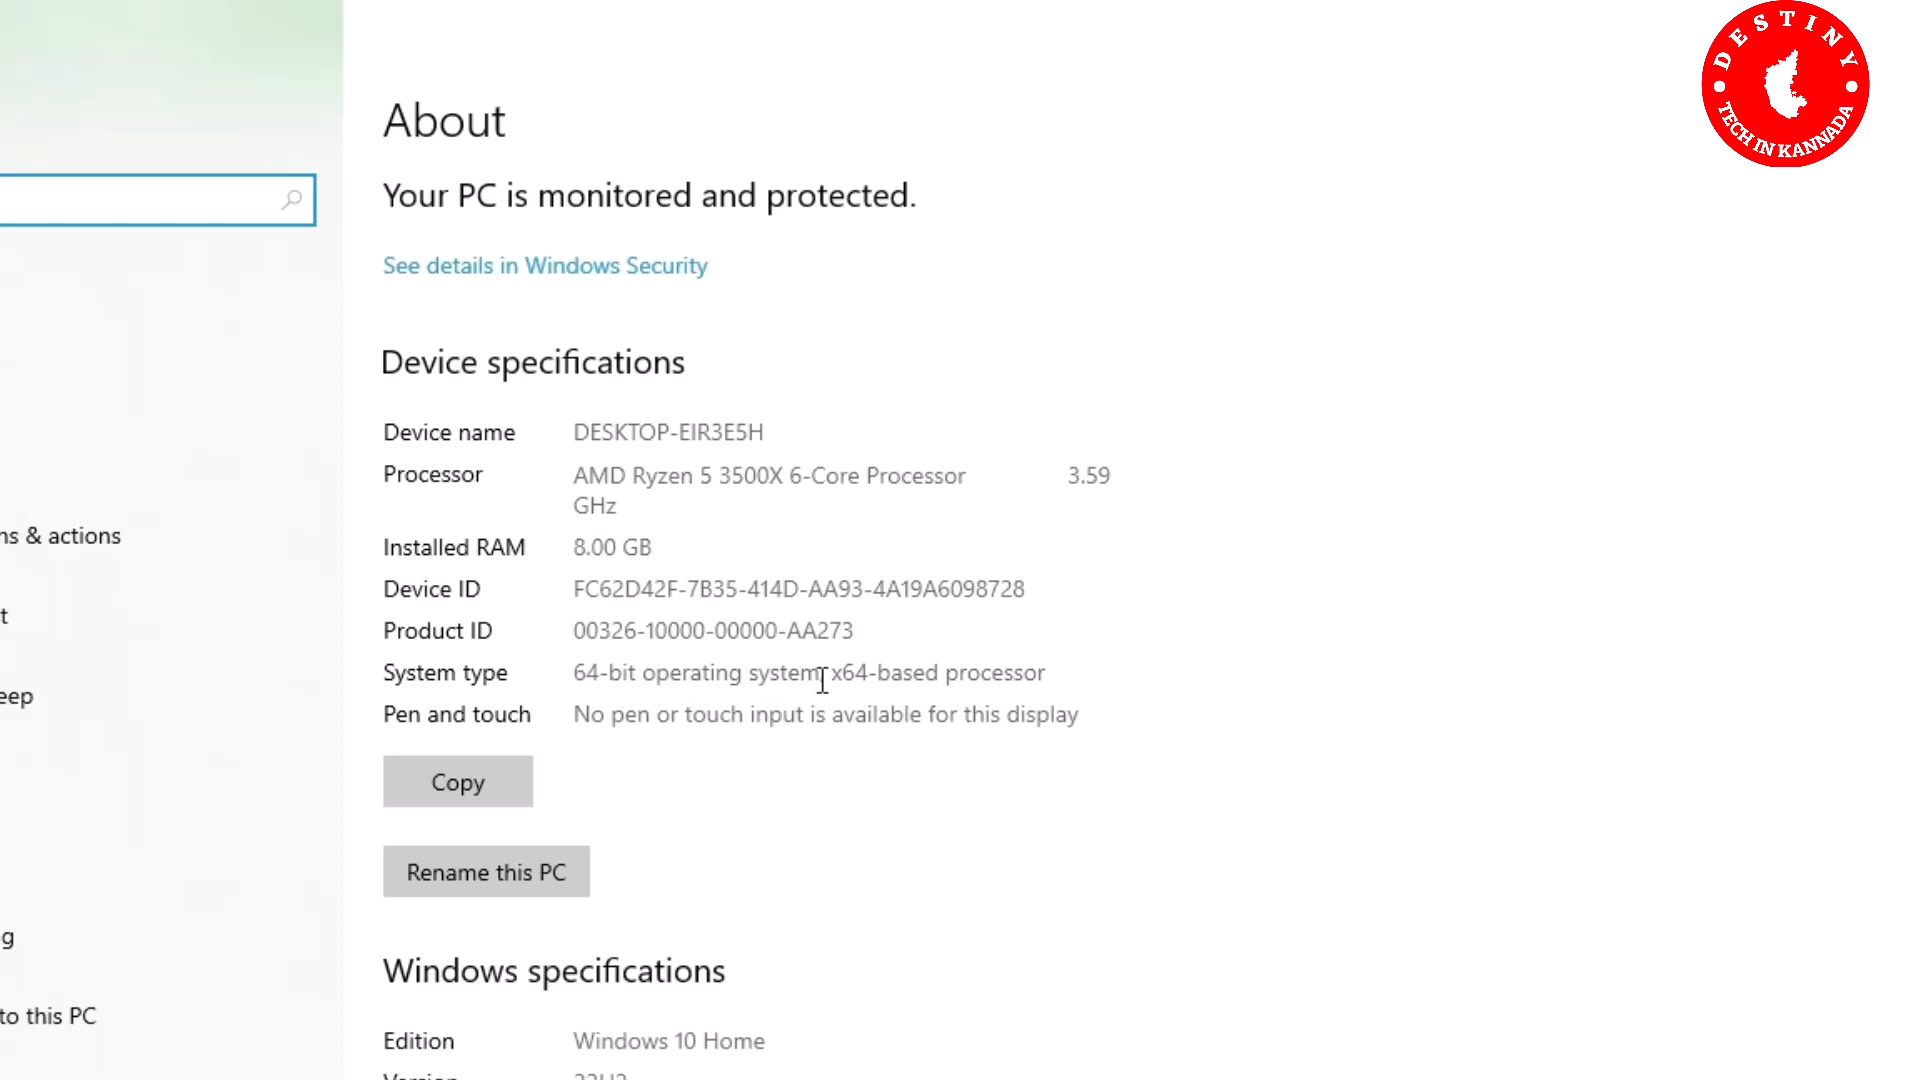 DESTINY
TECH IN KANNADA
About
Your PC is monitored and protected.
See details in Windows Security
Device specifications
Device name DESKTOP-EIR3E5H
Processor AMD Ryzen 5 3500X 6-Core Processor 3.59
GHz
ns & actions
Installed RAM 8.00 GB
Device ID FC62D42F-7B35-414D-AA93-4A19A6098728
t
Product ID 00326-10000-00000-AA273
System type 64-bit operating system, x64-based processor
eep
Pen and touch No pen or touch input is available for this display
Copy
Rename this PC
g
Windows specifications
to this PC
Edition Windows 10 Home